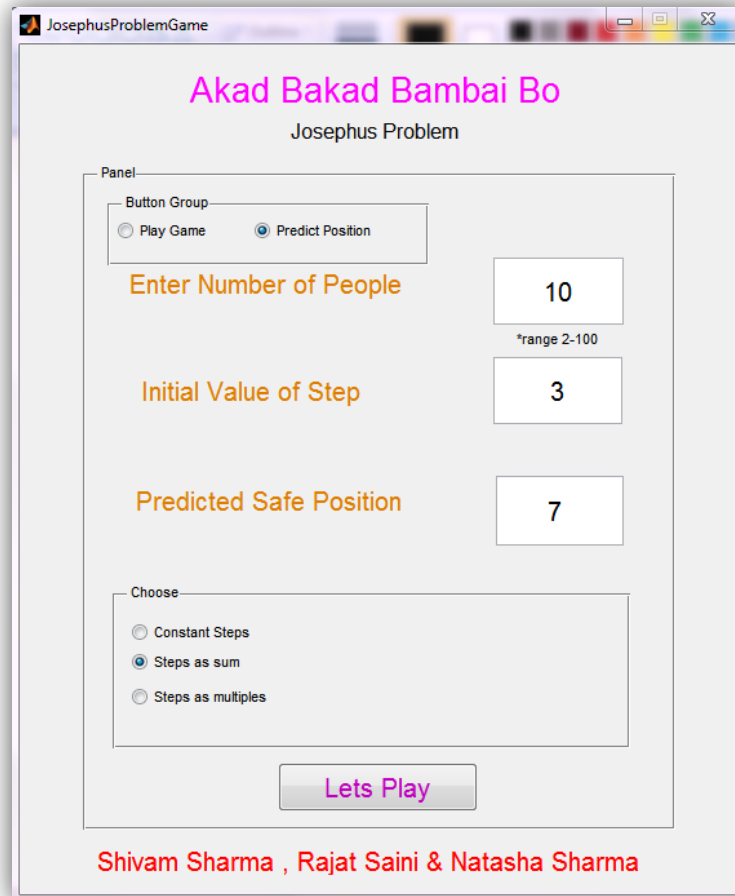 JosephusProblemGame
Akad Bakad Bambai Bo
Josephus Problem
Panel
Button Group
Play Game Predict Position
Enter Number of People 10
*range 2-100
Initial Value of Step 3
Predicted Safe Position 7
Choose
Constant Steps
Steps as sum
Steps as multiples
Lets Play
Shivam Sharma , Rajat Saini & Natasha Sharma